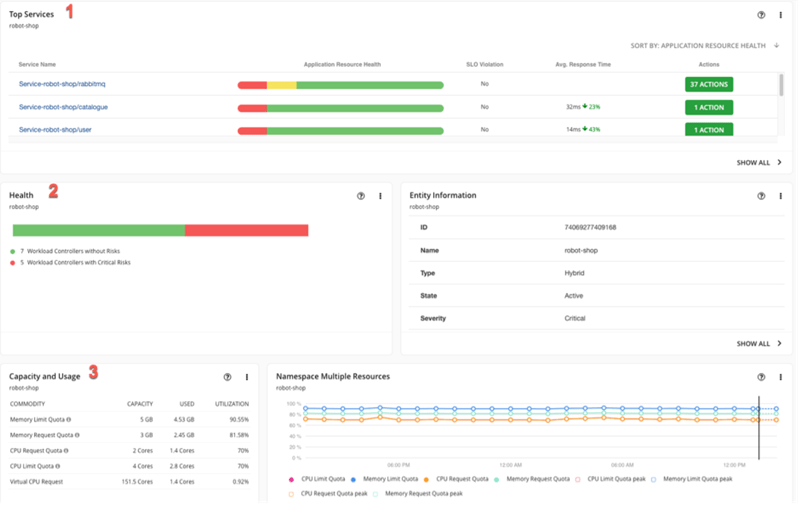 Top Services 1
robot-shop
SORT BY: APPLICATION RESOURCE HEALTH
Service Name Application Resource Health SLO Violation Avg. Response Time Actions
Service-robot-shop/rabbitmq No 37 ACTIONS
Service-robot-shop/catalogue No 32ms 23% 1 ACTION
Service-robot-shop/user No 14ms 43% 1 ACTION
SHOW ALL
Health 2
robot-shop
7 Workload Controllers without Risks
5 Workload Controllers with Critical Risks
Entity Information
robot-shop
ID 74069277409168
Name robot-shop
Type Hybrid
State Active
Severity Critical
SHOW ALL
Capacity and Usage 3
robot-shop
COMMODITY CAPACITY USED UTILIZATION
Memory Limit Quota 5 GB 4.53 GB 90.55%
Memory Request Quota 3 GB 2.45 GB 81.58%
CPU Request Quota 2 Cores 1.4 Cores 70%
CPU Limit Quota 4 Cores 2.8 Cores 70%
Virtual CPU Request 151.5 Cores 1.4 Cores 0.92%
Namespace Multiple Resources
robot-shop
100 %
80 %
60 %
40 %
20 %
0 %
06:00 PM 12:00 AM 06:00 AM 12:00 PM
CPU Limit Quota Memory Limit Quota CPU Request Quota Memory Request Quota CPU Limit Quota peak Memory Limit Quota peak
CPU Request Quota peak Memory Request Quota peak